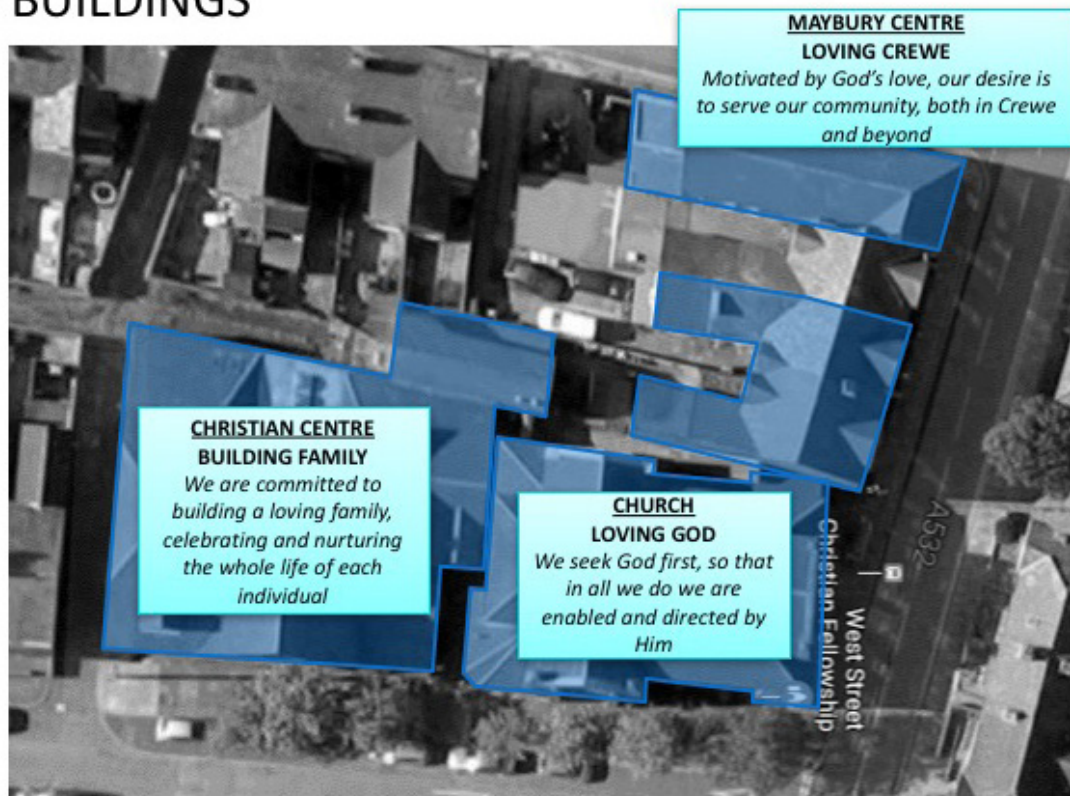 BUILDINGS
MAYBURY CENTRE
LOVING CREWE
Motivated by God's love, our desire is
to serve our community, both in Crewe
and beyond
CHRISTIAN CENTRE
BUILDING FAMILY
We are committed to
building a loving family,
celebrating and nurturing
the whole life of each
individual
CHURCH
LOVING GOD
We seek God first, so that
in all we do we are
enabled and directed by
Him
A532
West Street
Christian Fellowship